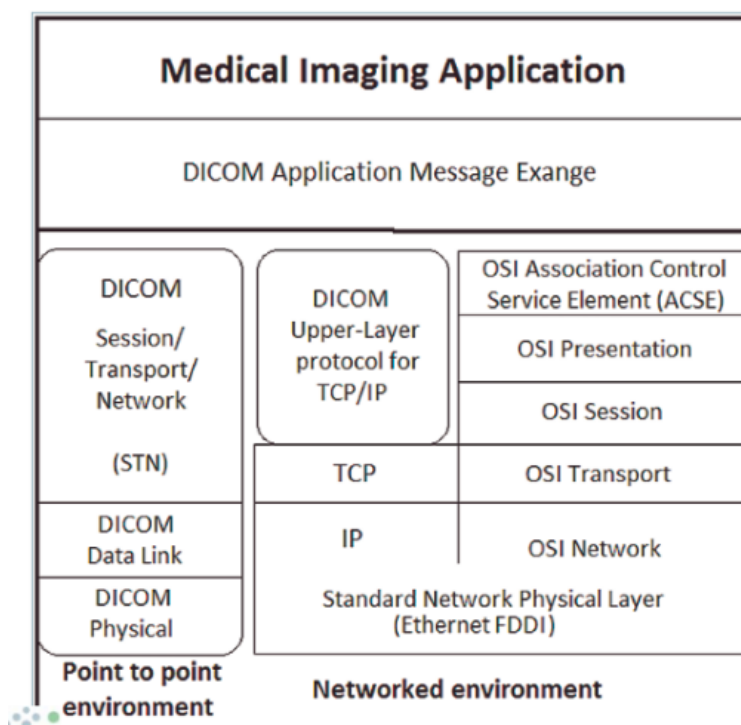 Medical Imaging Application
DICOM Application Message Exange
DICOM
Session/
Transport/
Network
(STN)
DICOM
Data Link
DICOM
Physical
Point to point
environment
DICOM
Upper-Layer
protocol for
TCP/IP
OSI Association Control
Service Element (ACSE)
OSI Presentation
OSI Session
TCP
OSI Transport
IP
OSI Network
Standard Network Physical Layer
(Ethernet FDDI)
Networked environment